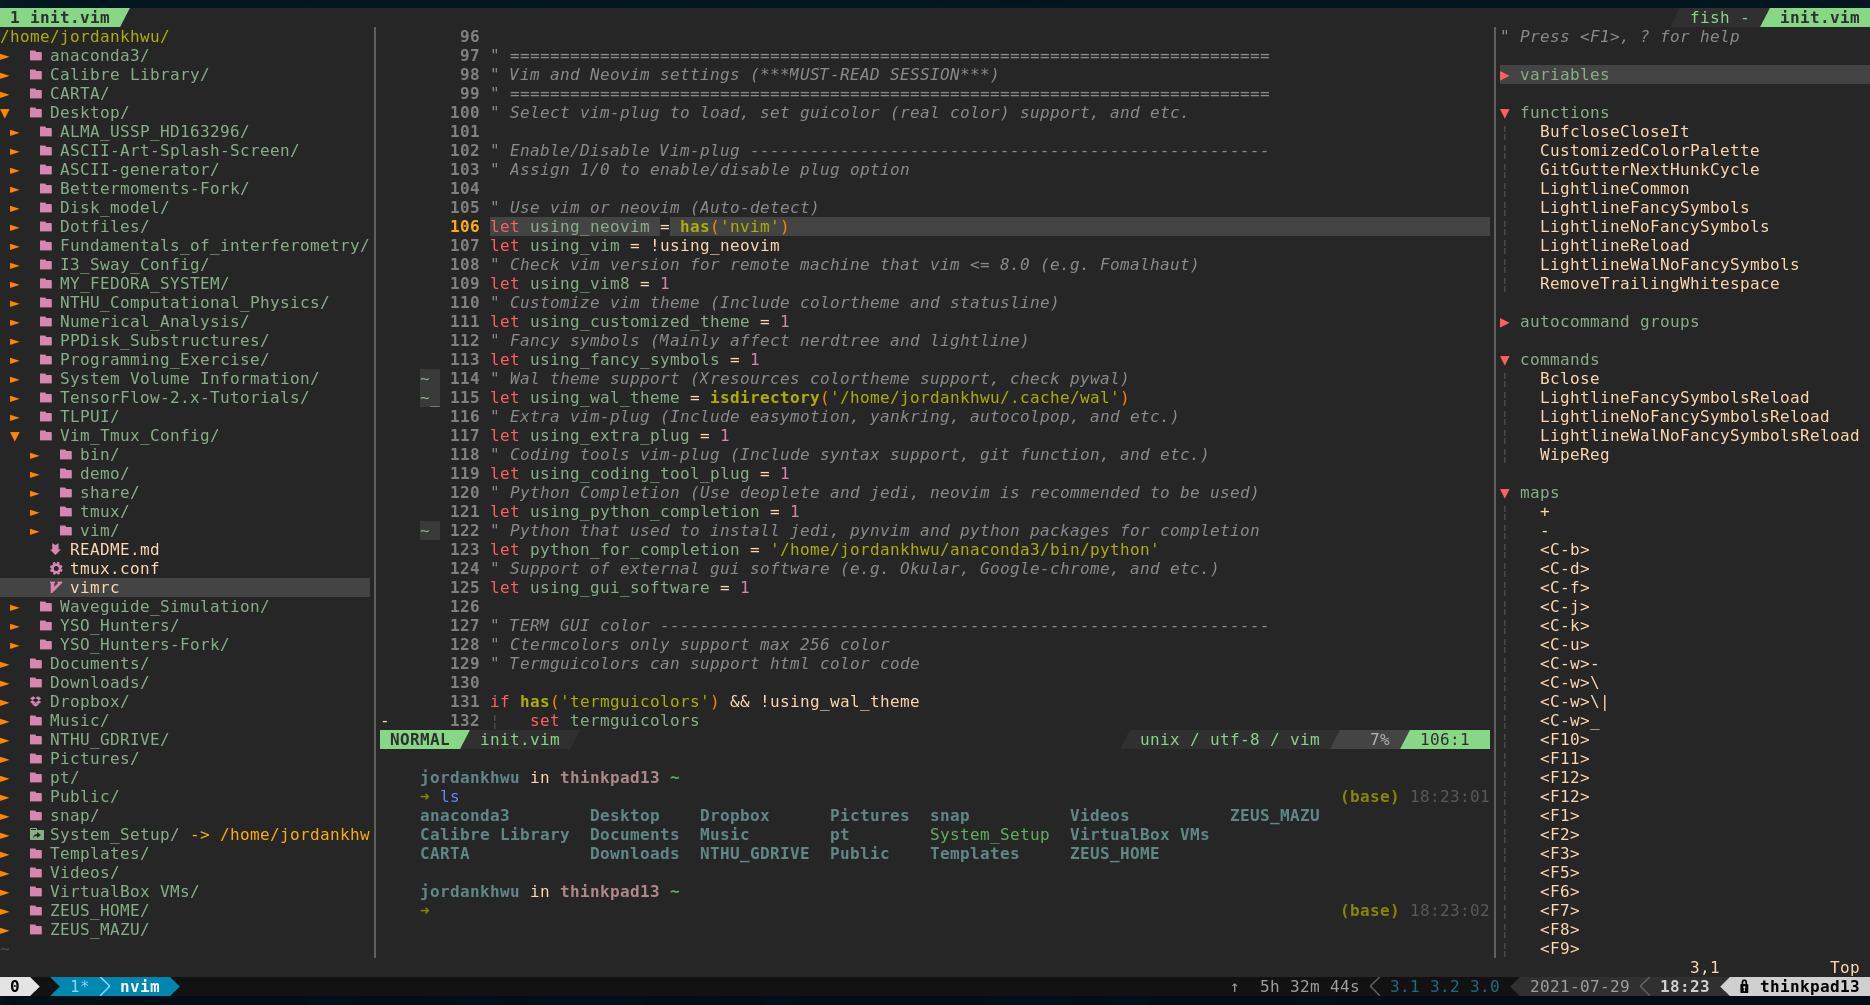 1 init.vim
fish -
init.vim
/home/jordankhwu/
► anaconda3/
► Calibre Library/
► CARTA/
▼ Desktop/
► ALMA_USSP_HD163296/
► ASCII-Art-Splash-Screen/
► ASCII-generator/
► Bettermoments-Fork/
► Disk_model/
► Dotfiles/
► Fundamentals_of_interferometry/
► I3_Sway_Config/
► MY_FEDORA_SYSTEM/
► NTHU_Computational_Physics/
► Numerical_Analysis/
► PPDisk_Substructures/
► Programming_Exercise/
► System Volume Information/
► TensorFlow-2.x-Tutorials/
► TLPUI/
▼ Vim_Tmux_Config/
► bin/
► demo/
► share/
► tmux/
► vim/
README.md
tmux.conf
vimrc
► Waveguide_Simulation/
► YSO_Hunters/
► YSO_Hunters-Fork/
► Documents/
► Downloads/
► Dropbox/
► Music/
► NTHU_GDRIVE/
► Pictures/
► pt/
► Public/
► snap/
► System_Setup/ -> /home/jordankhw
► Templates/
► Videos/
► VirtualBox VMs/
► ZEUS_HOME/
► ZEUS_MAZU/
~
96
97 " ============================================================================
98 " Vim and Neovim settings (***MUST-READ SESSION***)
99 " ============================================================================
100 " Select vim-plug to load, set guicolor (real color) support, and etc.
101
102 " Enable/Disable Vim-plug ----------------------------------------------------
103 " Assign 1/0 to enable/disable plug option
104
105 " Use vim or neovim (Auto-detect)
106 let using_neovim = has('nvim')
107 let using_vim = !using_neovim
108 " Check vim version for remote machine that vim <= 8.0 (e.g. Fomalhaut)
109 let using_vim8 = 1
110 " Customize vim theme (Include colortheme and statusline)
111 let using_customized_theme = 1
112 " Fancy symbols (Mainly affect nerdtree and lightline)
113 let using_fancy_symbols = 1
~ 114 " Wal theme support (Xresources colortheme support, check pywal)
~_ 115 let using_wal_theme = isdirectory('/home/jordankhwu/.cache/wal')
116 " Extra vim-plug (Include easymotion, yankring, autocolpop, and etc.)
117 let using_extra_plug = 1
118 " Coding tools vim-plug (Include syntax support, git function, and etc.)
119 let using_coding_tool_plug = 1
120 " Python Completion (Use deoplete and jedi, neovim is recommended to be used)
121 let using_python_completion = 1
~ 122 " Python that used to install jedi, pynvim and python packages for completion
123 let python_for_completion = '/home/jordankhwu/anaconda3/bin/python'
124 " Support of external gui software (e.g. Okular, Google-chrome, and etc.)
125 let using_gui_software = 1
126
127 " TERM GUI color -------------------------------------------------------------
128 " Ctermcolors only support max 256 color
129 " Termguicolors can support html color code
130
131 if has('termguicolors') && !using_wal_theme
- 132 ¦ set termguicolors
NORMAL init.vim unix / utf-8 / vim 7% 106:1
jordankhwu in thinkpad13 ~
→ ls (base) 18:23:01
anaconda3 Desktop Dropbox Pictures snap Videos ZEUS_MAZU
Calibre Library Documents Music pt System_Setup VirtualBox VMs
CARTA Downloads NTHU_GDRIVE Public Templates ZEUS_HOME
jordankhwu in thinkpad13 ~
→ (base) 18:23:02
" Press <F1>, ? for help
▶ variables
▼ functions
BufcloseCloseIt
CustomizedColorPalette
GitGutterNextHunkCycle
LightlineCommon
LightlineFancySymbols
LightlineNoFancySymbols
LightlineReload
LightlineWalNoFancySymbols
RemoveTrailingWhitespace
▶ autocommand groups
▼ commands
Bclose
LightlineFancySymbolsReload
LightlineNoFancySymbolsReload
LightlineWalNoFancySymbolsReload
WipeReg
▼ maps
+
-
<C-b>
<C-d>
<C-f>
<C-j>
<C-k>
<C-u>
<C-w>-
<C-w>\
<C-w>\|
<C-w>_
<F10>
<F11>
<F12>
<F12>
<F1>
<F2>
<F3>
<F5>
<F6>
<F7>
<F8>
<F9>
3,1 Top
0 1* nvim ↑ 5h 32m 44s 3.1 3.2 3.0 2021-07-29 18:23 thinkpad13